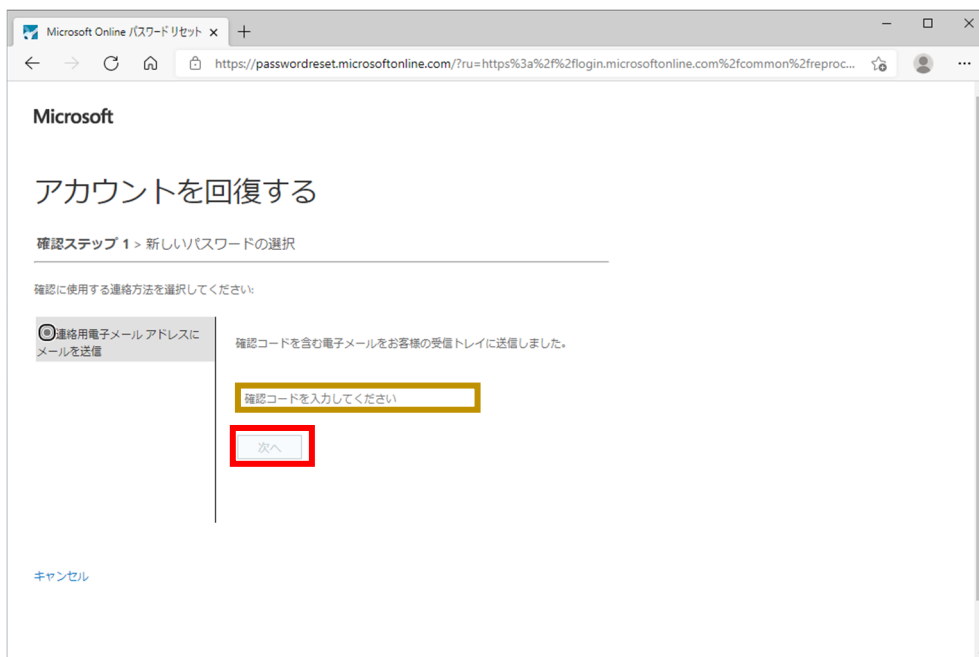 Microsoft Online パスワード リセット
https://passwordreset.microsoftonline.com/?ru=https%3a%2f%2flogin.microsoftonline.com%2fcommon%2freproc...
Microsoft
アカウントを回復する
確認ステップ 1 > 新しいパスワードの選択
確認に使用する連絡方法を選択してください:
連絡用電子メール アドレスに
メールを送信
確認コードを含む電子メールをお客様の受信トレイに送信しました。
確認コードを入力してください
次へ
キャンセル